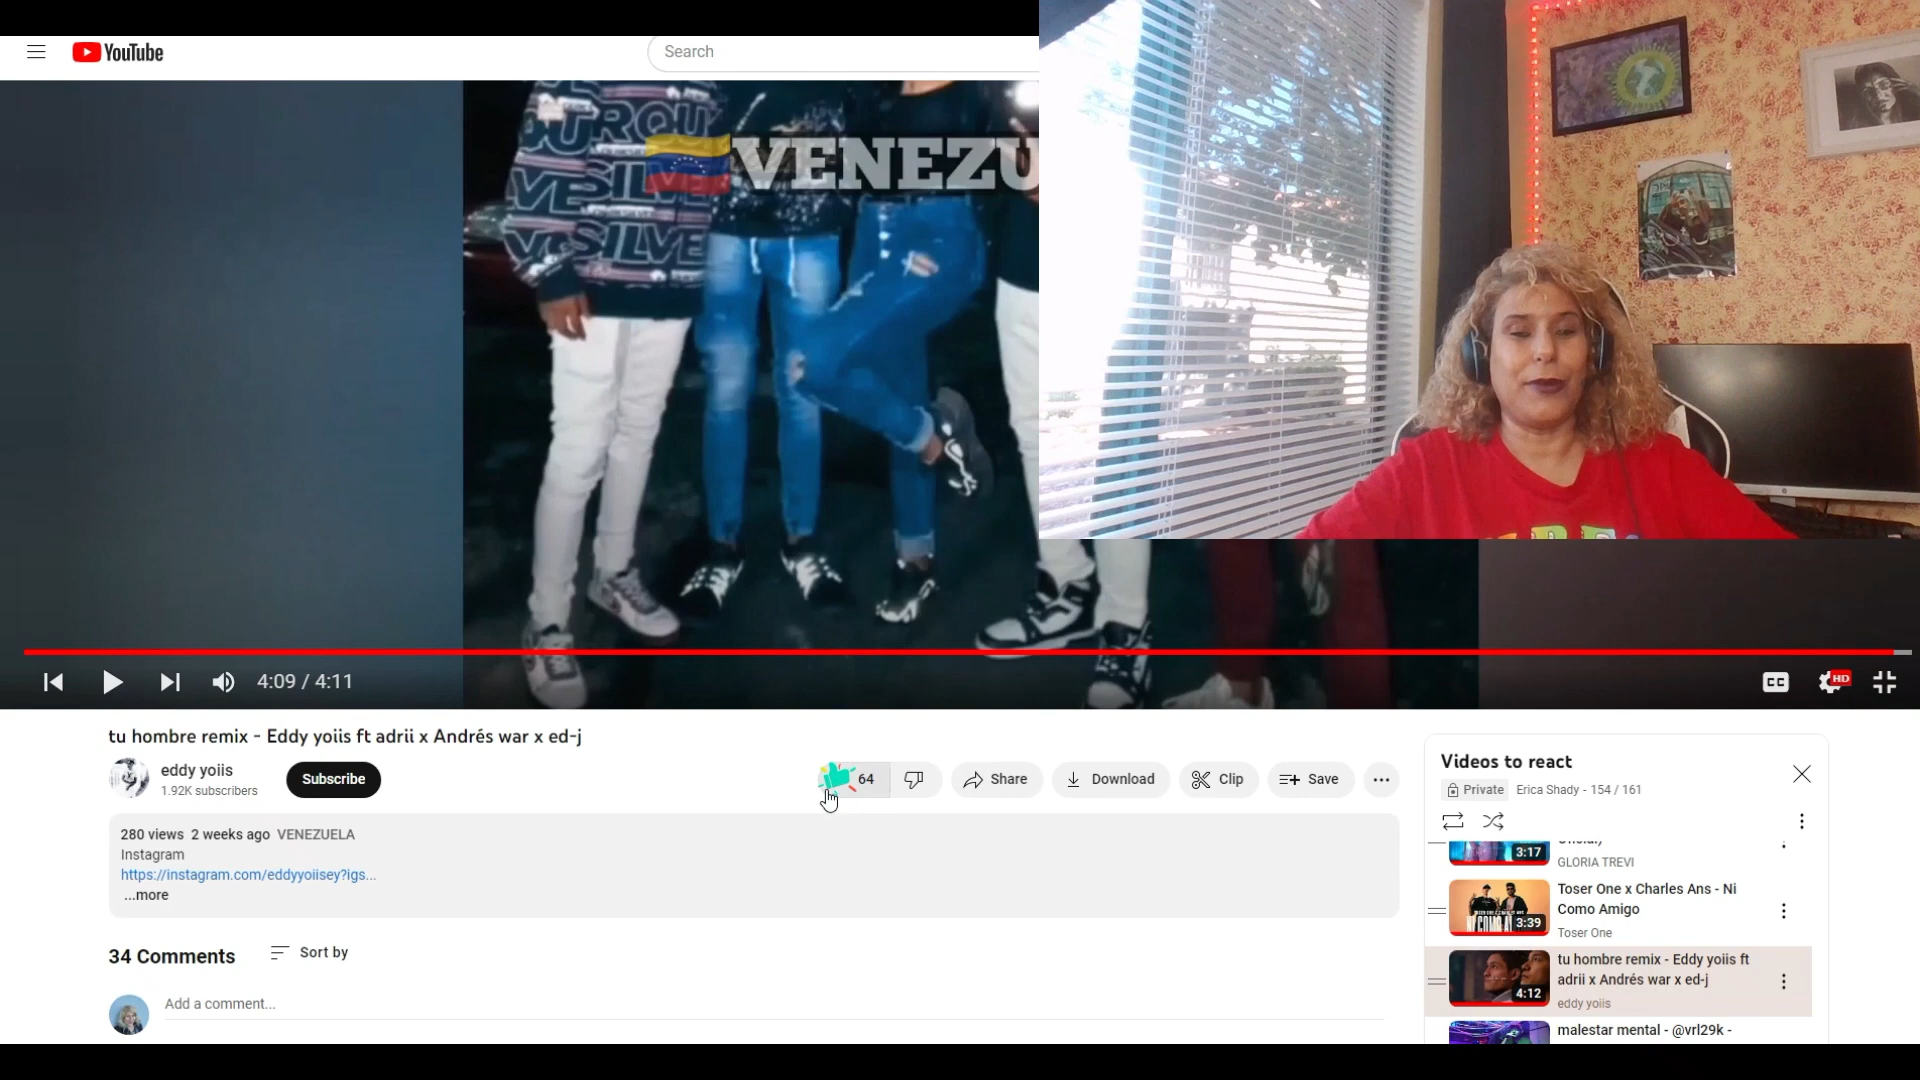 YouTube
Search
VENEZU
4:09 / 4:11
CC
HD
tu hombre remix - Eddy yoiis ft adrii x Andrés war x ed-j
eddy yoiis
1.92K subscribers
Subscribe
64
Share
Download
Clip
Save
280 views 2 weeks ago VENEZUELA
Instagram
https://instagram.com/eddyyoiisey?igs...
...more
34 Comments
Sort by
Add a comment...
Videos to react
Private Erica Shady - 154 / 161
3:17
GLORIA TREVI
Toser One x Charles Ans - Ni
Como Amigo
3:39
Toser One
tu hombre remix - Eddy yoiis ft
adrii x Andrés war x ed-j
4:12
eddy yoiis
malestar mental - @vrl29k -